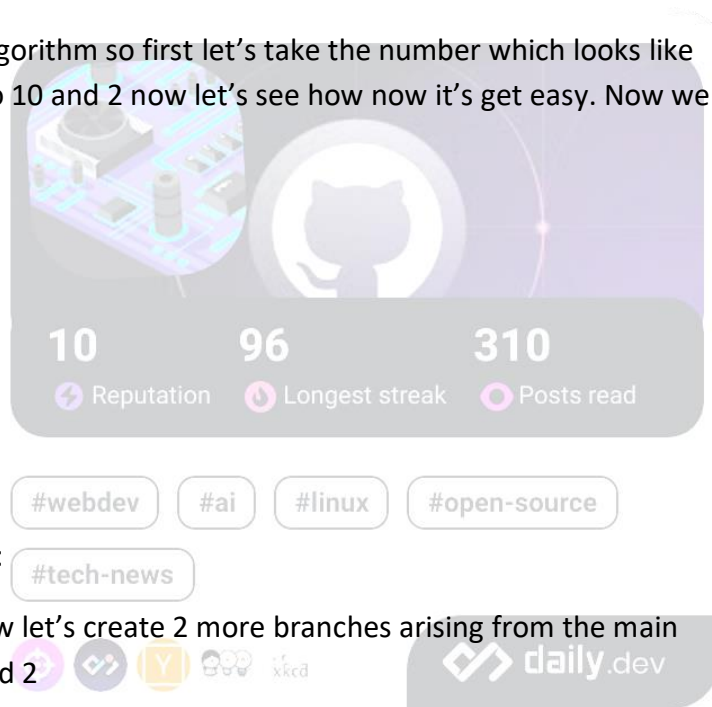 gorithm so first let's take the number which looks like
10 and 2 now let's see how now it's get easy. Now we
10 96 310
Reputation Longest streak Posts read
#webdev #ai #linux #open-source
#tech-news
w let's create 2 more branches arising from the main
d 2
Y xkcd daily.dev